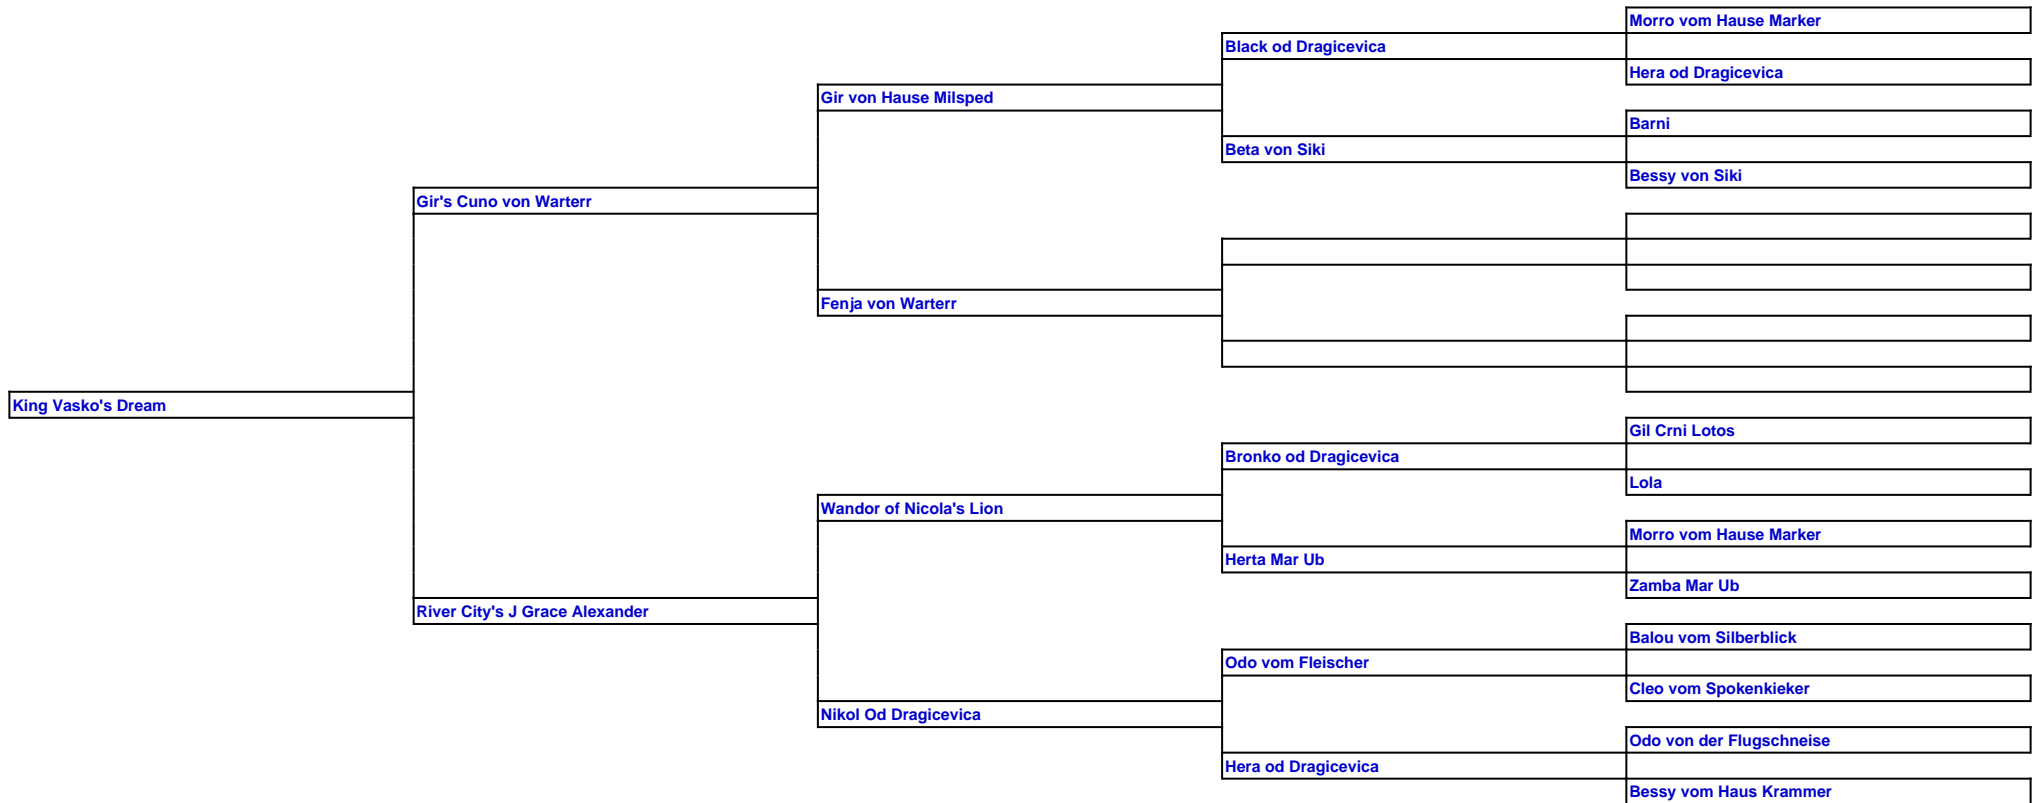 Morro vom Hause Marker
Black od Dragicevica
Hera od Dragicevica
Gir von Hause Milsped
Barni
Beta von Siki
Bessy von Siki
Gir's Cuno von Warterr
Fenja von Warterr
King Vasko's Dream
Gil Crni Lotos
Bronko od Dragicevica
Lola
Wandor of Nicola's Lion
Morro vom Hause Marker
Herta Mar Ub
Zamba Mar Ub
River City's J Grace Alexander
Balou vom Silberblick
Odo vom Fleischer
Cleo vom Spokenkieker
Nikol Od Dragicevica
Odo von der Flugschneise
Hera od Dragicevica
Bessy vom Haus Krammer